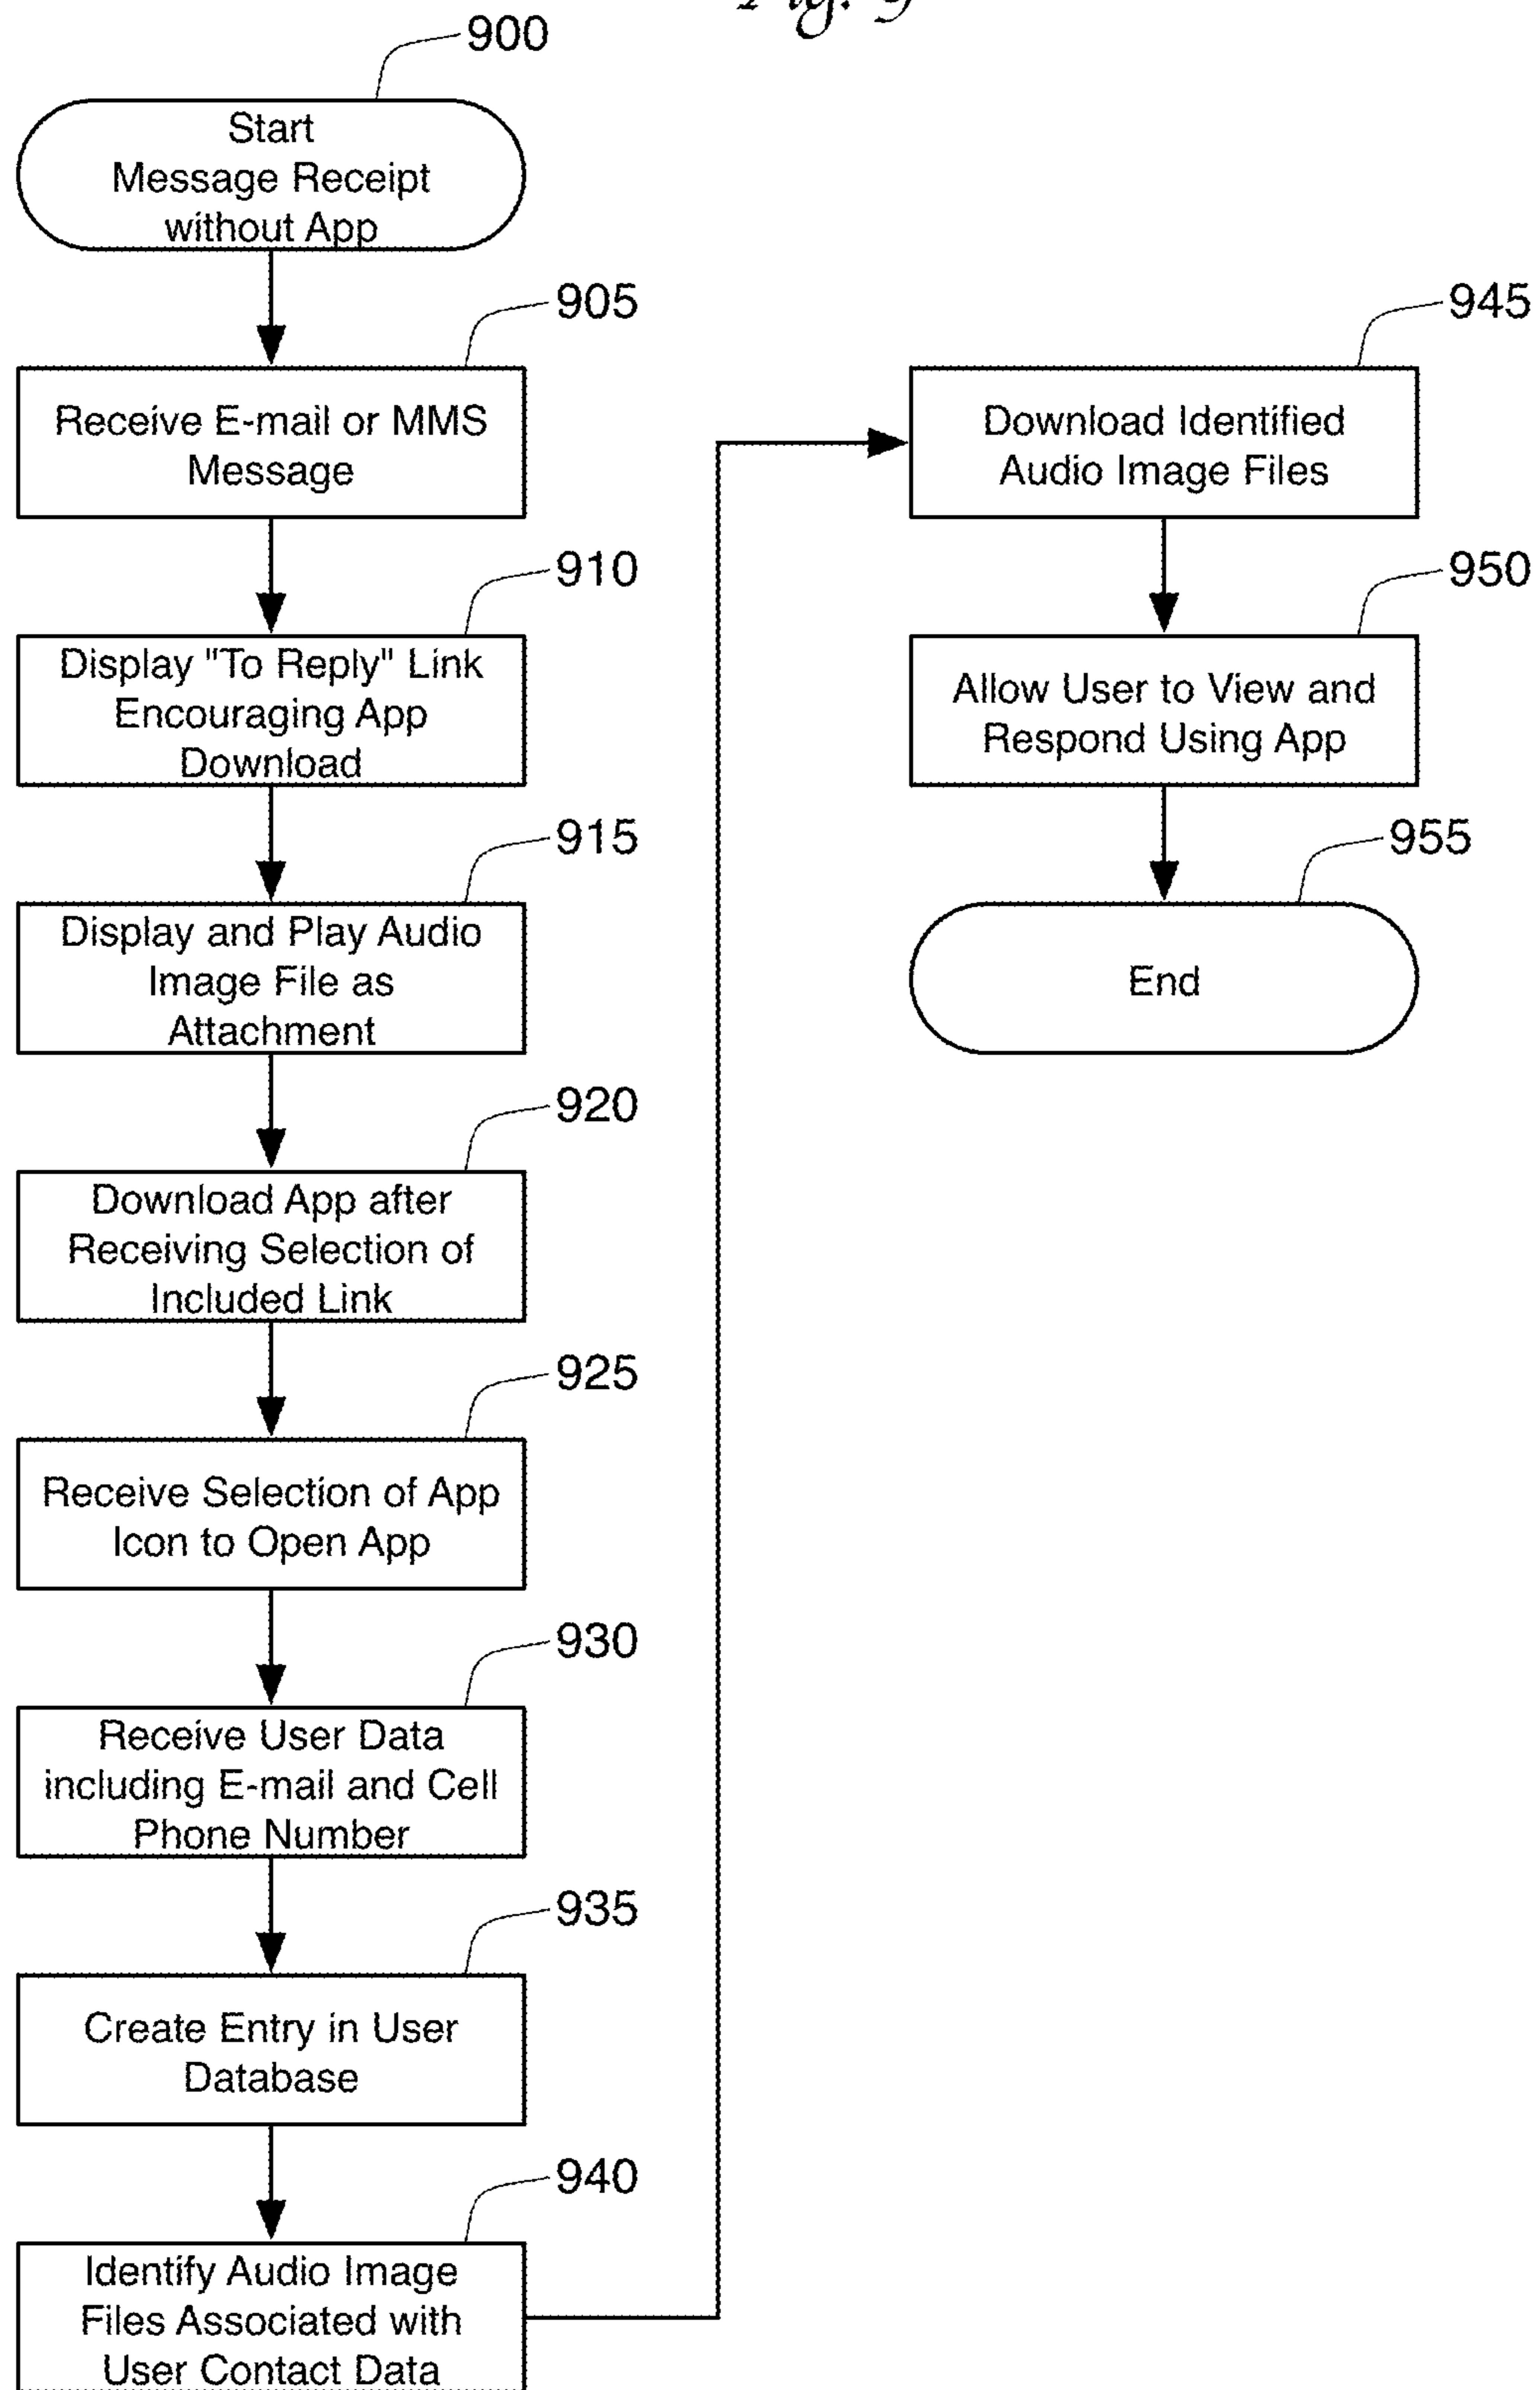 Fig. 9
900
Start
Message Receipt
without App
905
Receive E-mail or MMS
Message
910
Display "To Reply" Link
Encouraging App
Download
915
Display and Play Audio
Image File as
Attachment
920
Download App after
Receiving Selection of
Included Link
925
Receive Selection of App
Icon to Open App
930
Receive User Data
including E-mail and Cell
Phone Number
935
Create Entry in User
Database
940
Identify Audio Image
Files Associated with
User Contact Data
945
Download Identified
Audio Image Files
950
Allow User to View and
Respond Using App
955
End